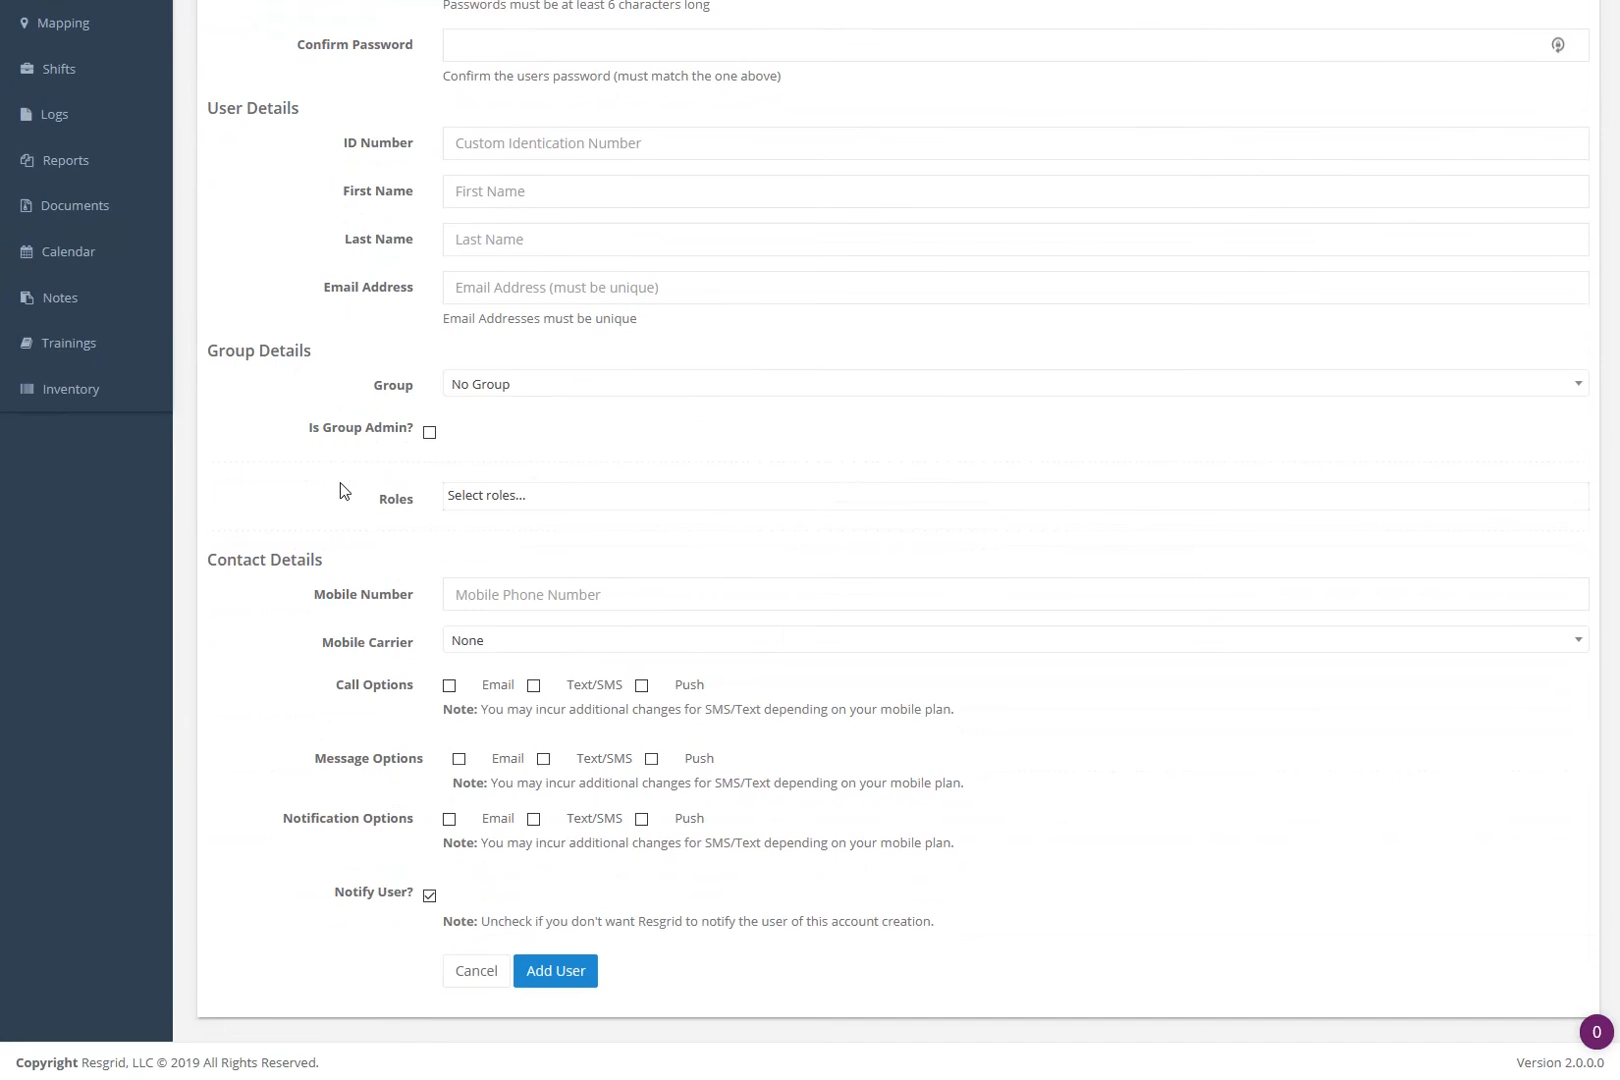 Passwords must be at least 6 characters long
Mapping
Confirm Password
Confirm the users password (must match the one above)
Shifts
Logs
Reports
Documents
Calendar
Notes
Trainings
Inventory
User Details
ID Number Custom Identication Number
First Name First Name
Last Name Last Name
Email Address Email Address (must be unique)
Email Addresses must be unique
Group Details
Group No Group
Is Group Admin?
Roles Select roles...
Contact Details
Mobile Number Mobile Phone Number
Mobile Carrier None
Call Options Email Text/SMS Push
Note: You may incur additional changes for SMS/Text depending on your mobile plan.
Message Options Email Text/SMS Push
Note: You may incur additional changes for SMS/Text depending on your mobile plan.
Notification Options Email Text/SMS Push
Note: You may incur additional changes for SMS/Text depending on your mobile plan.
Notify User?
Note: Uncheck if you don't want Resgrid to notify the user of this account creation.
Cancel Add User
0
Copyright Resgrid, LLC © 2019 All Rights Reserved. Version 2.0.0.0